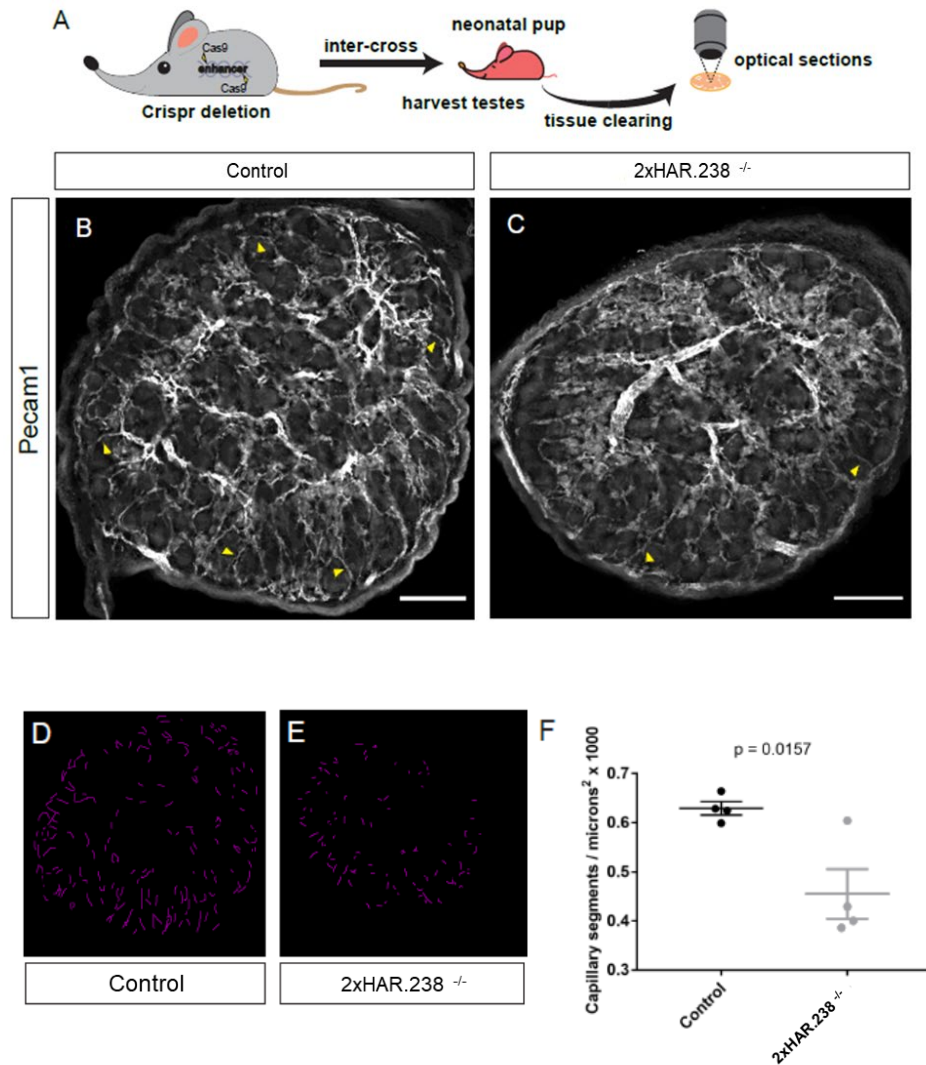 A
Cas9
enhancer
Cas9
Crispr deletion
inter-cross
neonatal pup
harvest testes
tissue clearing
optical sections
Control
2xHAR.238 -/-
Pecam1
B
C
D
E
Control
2xHAR.238 -/-
F
p = 0.0157
Capillary segments / microns² x 1000
0.7
0.6
0.5
0.4
0.3
Control
2xHAR.238 -/-